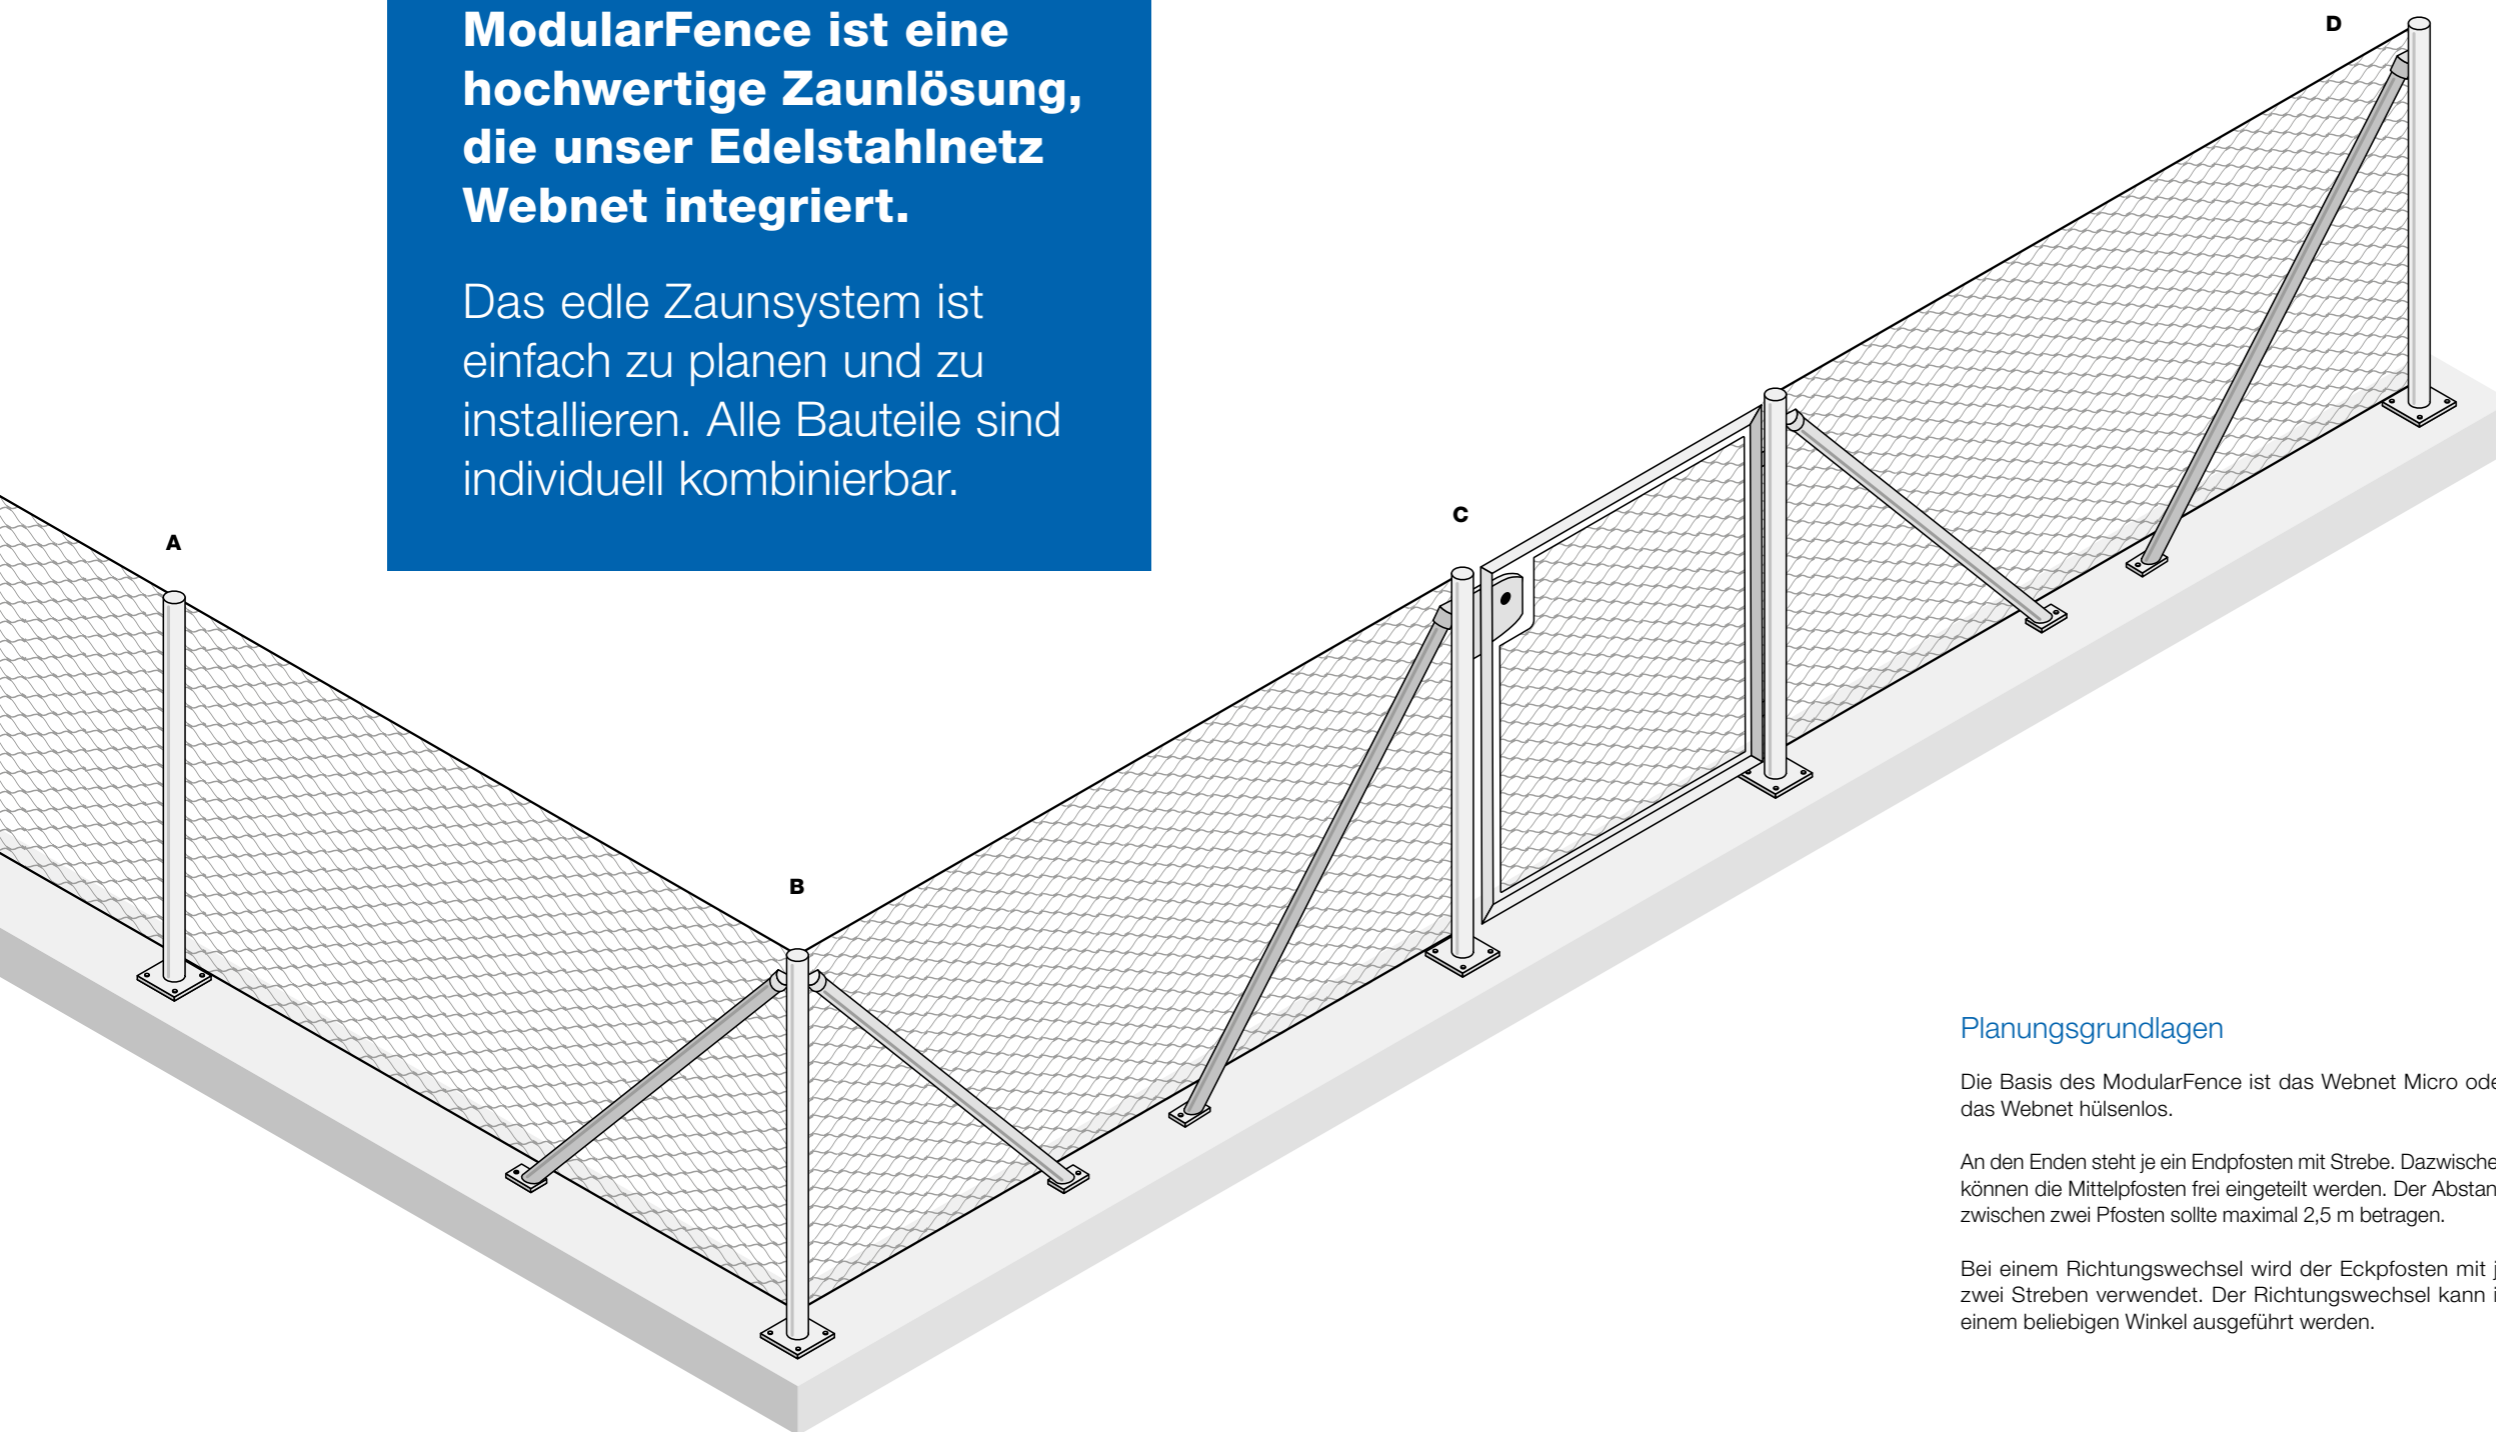 ModularFence ist eine
hochwertige Zaunlösung,
die unser Edelstahlnetz
Webnet integriert.
Das edle Zaunsystem ist
einfach zu planen und zu
installieren. Alle Bauteile sind
individuell kombinierbar.
A
B
C
D
Planungsgrundlagen
Die Basis des ModularFence ist das Webnet Micro ode
das Webnet hülsenlos.
An den Enden steht je ein Endpfosten mit Strebe. Dazwische
können die Mittelpfosten frei eingeteilt werden. Der Abstan
zwischen zwei Pfosten sollte maximal 2,5 m betragen.
Bei einem Richtungswechsel wird der Eckpfosten mit j
zwei Streben verwendet. Der Richtungswechsel kann i
einem beliebigen Winkel ausgeführt werden.